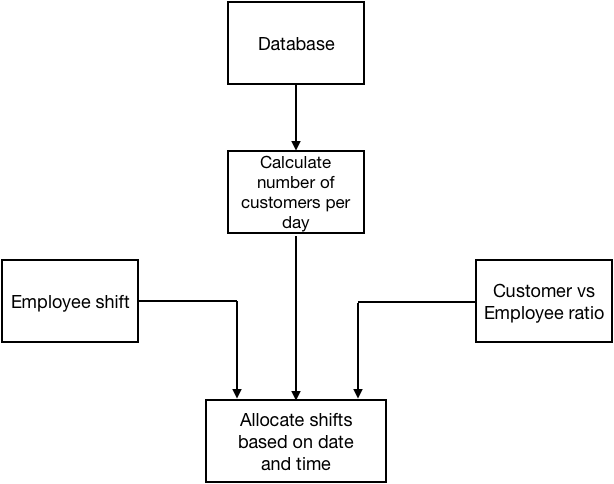 Database
Calculate
number of
customers per
day
Employee shift
Customer vs
Employee ratio
Allocate shifts
based on date
and time